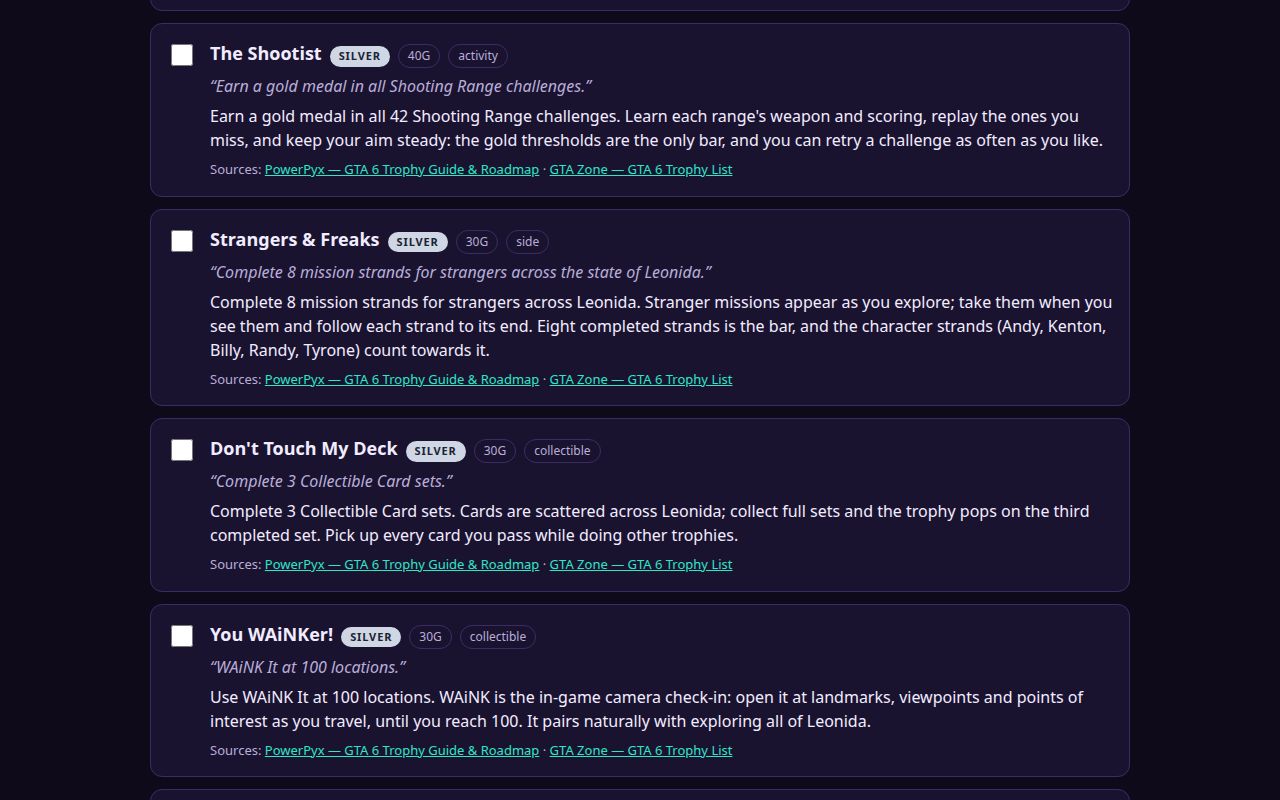 The Shootist SILVER 40G activity
“Earn a gold medal in all Shooting Range challenges.”
Earn a gold medal in all 42 Shooting Range challenges. Learn each range's weapon and scoring, replay the ones you
miss, and keep your aim steady: the gold thresholds are the only bar, and you can retry a challenge as often as you like.
Sources: PowerPyx — GTA 6 Trophy Guide & Roadmap · GTA Zone — GTA 6 Trophy List
Strangers & Freaks SILVER 30G side
“Complete 8 mission strands for strangers across the state of Leonida.”
Complete 8 mission strands for strangers across Leonida. Stranger missions appear as you explore; take them when you
see them and follow each strand to its end. Eight completed strands is the bar, and the character strands (Andy, Kenton,
Billy, Randy, Tyrone) count towards it.
Sources: PowerPyx — GTA 6 Trophy Guide & Roadmap · GTA Zone — GTA 6 Trophy List
Don't Touch My Deck SILVER 30G collectible
“Complete 3 Collectible Card sets.”
Complete 3 Collectible Card sets. Cards are scattered across Leonida; collect full sets and the trophy pops on the third
completed set. Pick up every card you pass while doing other trophies.
Sources: PowerPyx — GTA 6 Trophy Guide & Roadmap · GTA Zone — GTA 6 Trophy List
You WAiNKer! SILVER 30G collectible
“WAiNK It at 100 locations.”
Use WAiNK It at 100 locations. WAiNK is the in-game camera check-in: open it at landmarks, viewpoints and points of
interest as you travel, until you reach 100. It pairs naturally with exploring all of Leonida.
Sources: PowerPyx — GTA 6 Trophy Guide & Roadmap · GTA Zone — GTA 6 Trophy List